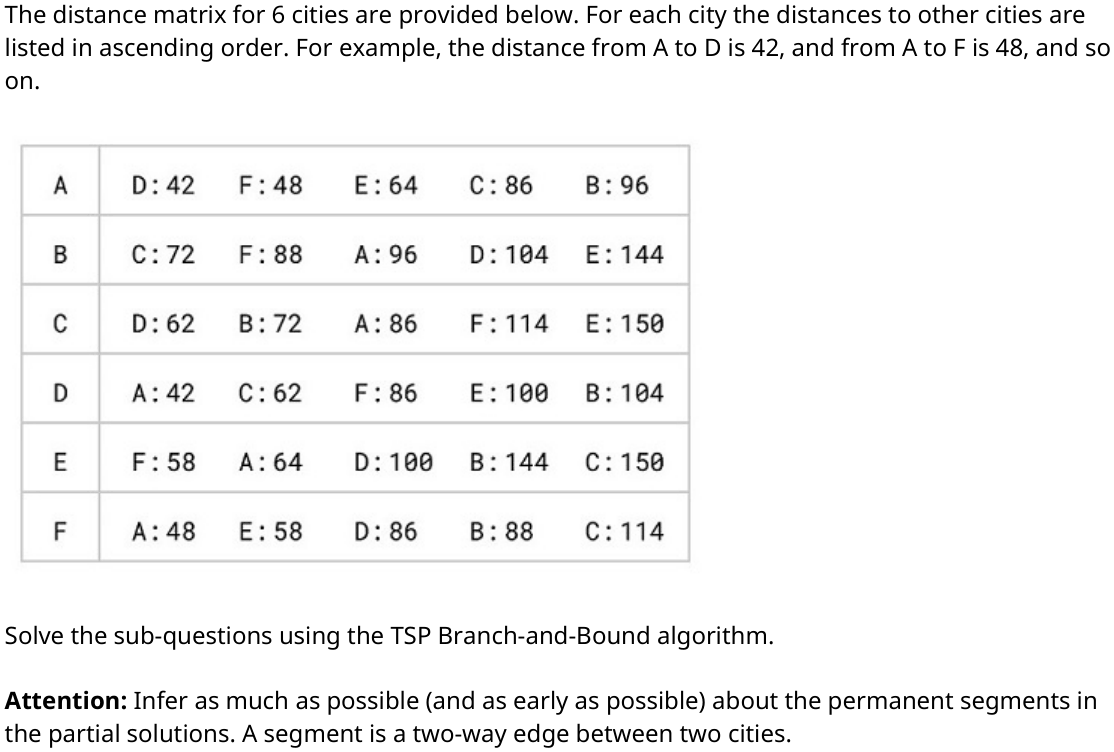 The distance matrix for 6 cities are provided below. For each city the distances to other cities are
listed in ascending order. For example, the distance from A to D is 42, and from A to F is 48, and so
on.
A D:42 F:48 E:64 C:86 B:96
B C:72 F:88 A:96 D:104 E:144
C D:62 B:72 A:86 F:114 E:150
D A:42 C:62 F:86 E:100 B:104
E F:58 A:64 D:100 B:144 C:150
F A:48 E:58 D:86 B:88 C:114
Solve the sub-questions using the TSP Branch-and-Bound algorithm.
Attention: Infer as much as possible (and as early as possible) about the permanent segments in
the partial solutions. A segment is a two-way edge between two cities.